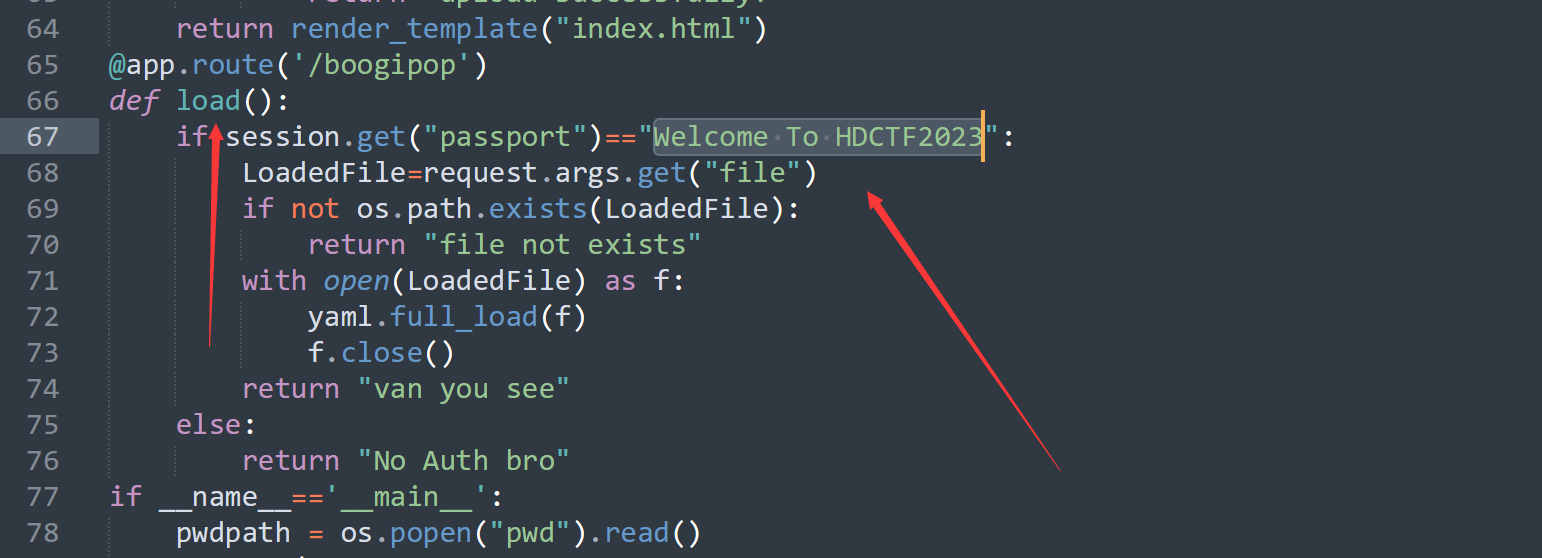 64 return render_template("index.html")
65 @app.route('/boogipop')
66 def load():
67 if session.get("passport")=="Welcome To HDCTF2023":
68 LoadedFile=request.args.get("file")
69 if not os.path.exists(LoadedFile):
70 return "file not exists"
71 with open(LoadedFile) as f:
72 yaml.full_load(f)
73 f.close()
74 return "van you see"
75 else:
76 return "No Auth bro"
77 if __name__=='__main__':
78 pwdpath = os.popen("pwd").read()